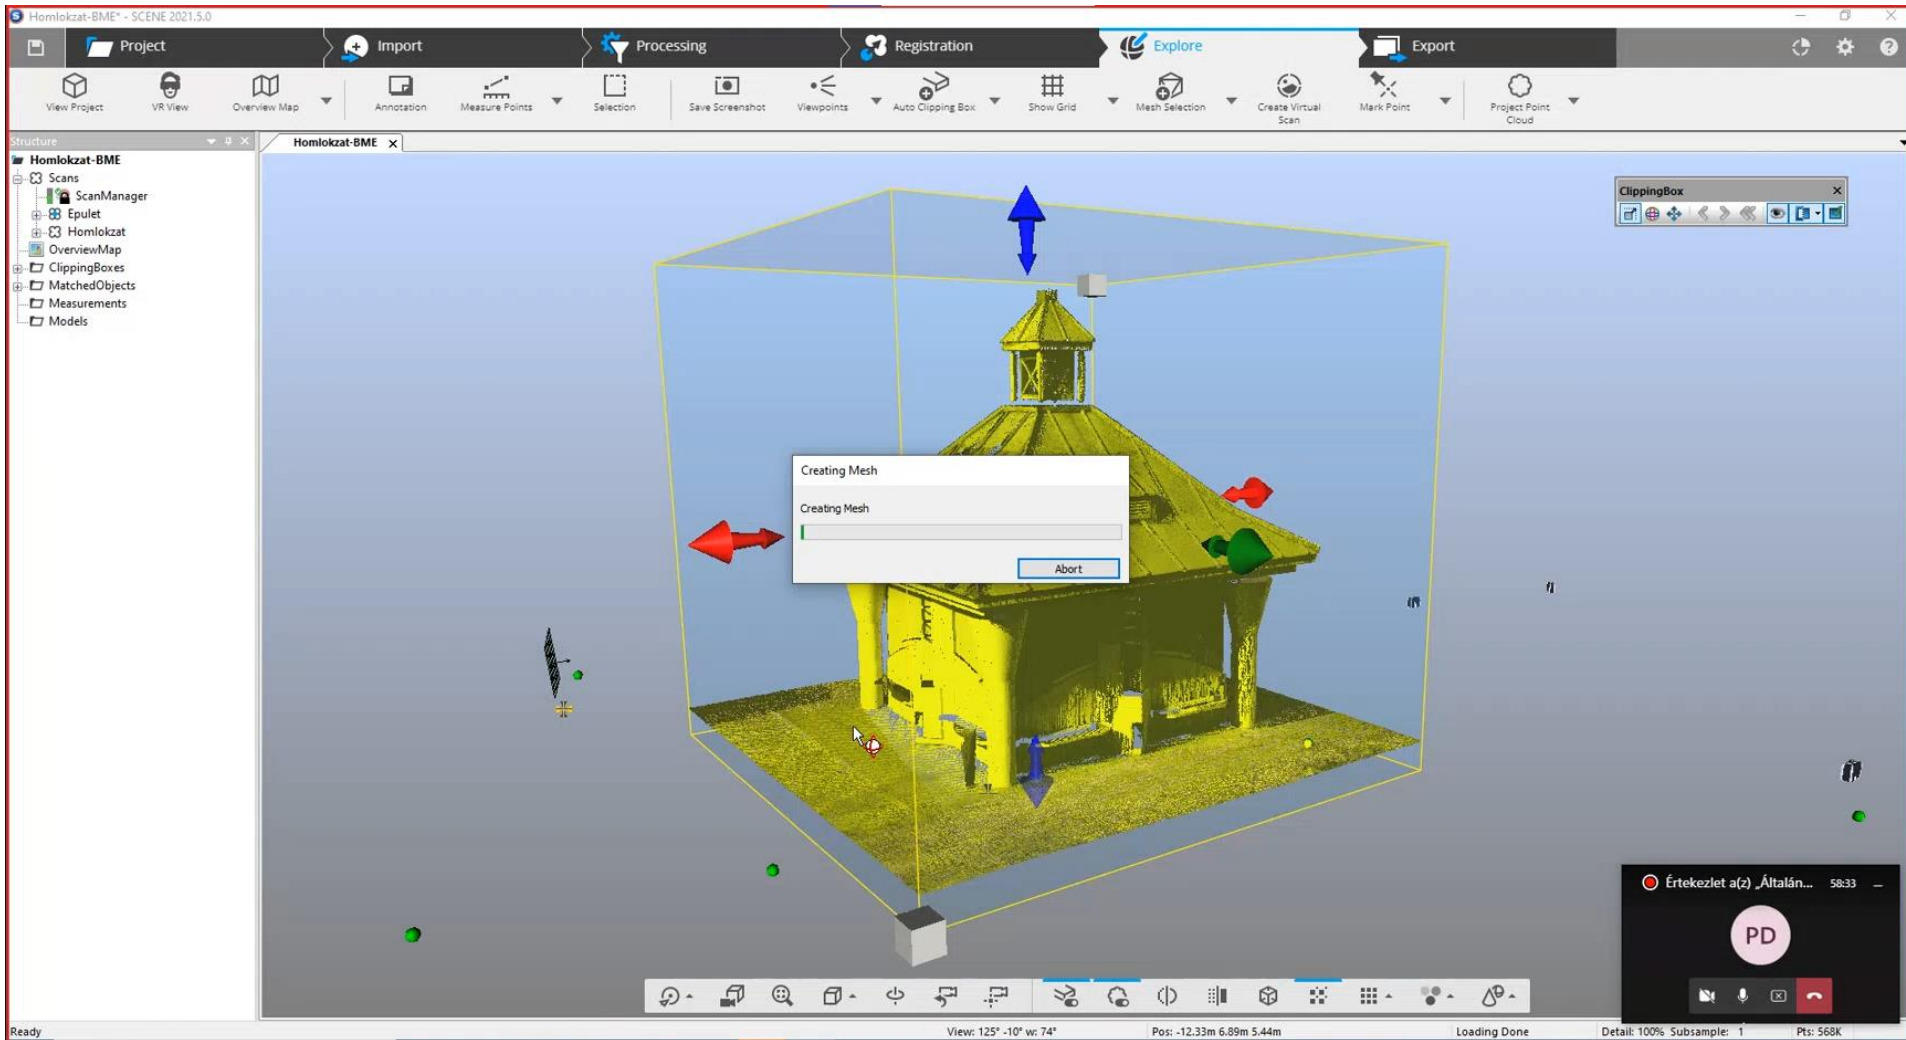 Homlokzat-BME* - SCENE 2021.5.0
Project
Import
Processing
Registration
Explore
Export
View Project
VR View
Overview Map
Annotation
Measure Points
Selection
Save Screenshot
Viewpoints
Auto Clipping Box
Show Grid
Mesh Selection
Create Virtual
Scan
Mark Point
Project Point
Cloud
Structure
Homlokzat-BME
Homlokzat-BME
Scans
ScanManager
Epulet
Homlokzat
OverviewMap
ClippingBoxes
MatchedObjects
Measurements
Models
ClippingBox
Creating Mesh
Creating Mesh
Abort
Értekezlet a(z) „Általán... 58:33
PD
Ready
View: 125° -10° w: 74°
Pos: -12.33m 6.89m 5.44m
Loading Done
Detail: 100% Subsample: 1
Pts: 568K